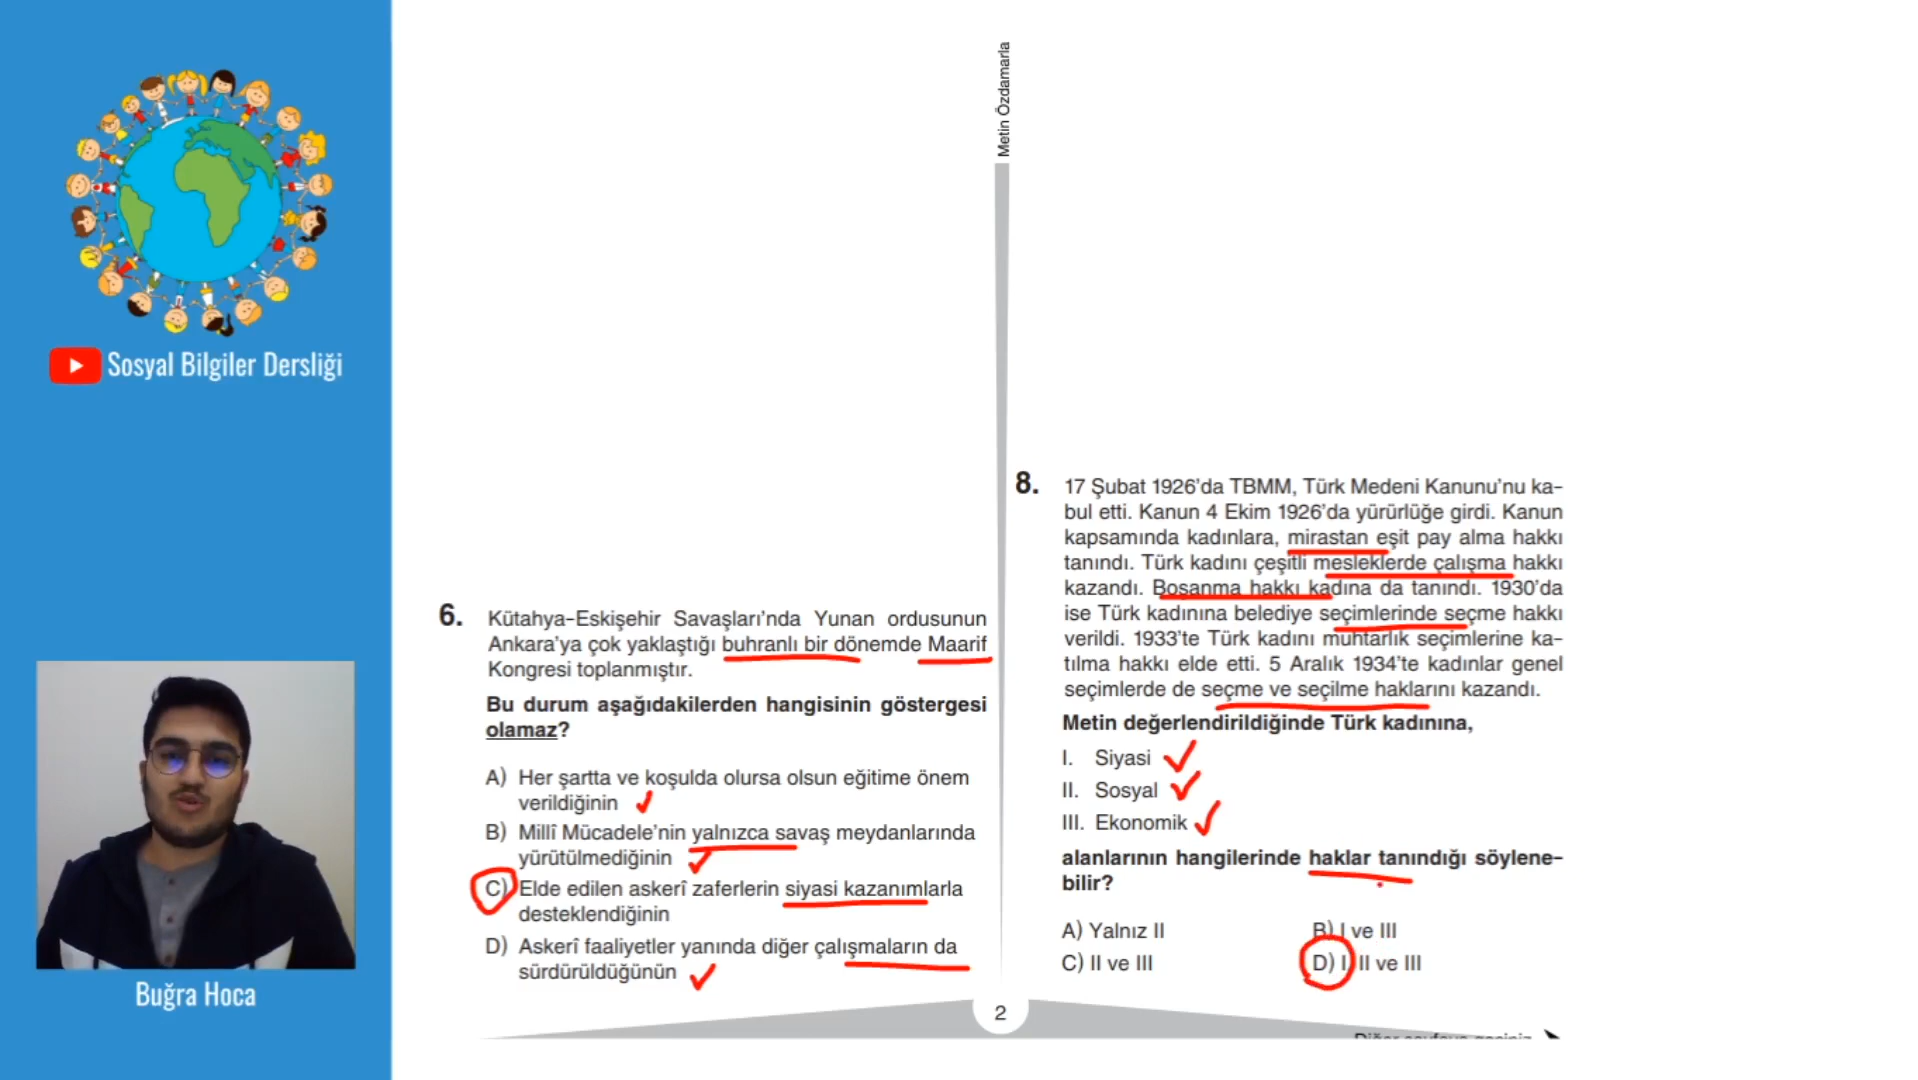 Sosyal Bilgiler Dersliği
Buğra Hoca
Metin Özdamarla
6.
Kütahya-Eskişehir Savaşları'nda Yunan ordusunun
Ankara'ya çok yaklaştığı buhranlı bir dönemde Maarif
Kongresi toplanmıştır.
Bu durum aşağıdakilerden hangisinin göstergesi
olamaz?
A) Her şartta ve koşulda olursa olsun eğitime önem
verildiğinin
B) Millî Mücadele'nin yalnızca savaş meydanlarında
yürütülmediğinin
C) Elde edilen askerî zaferlerin siyasi kazanımlarla
desteklendiğinin
D) Askerî faaliyetler yanında diğer çalışmaların da
sürdürüldüğünün
8.
17 Şubat 1926'da TBMM, Türk Medeni Kanunu'nu ka-
bul etti. Kanun 4 Ekim 1926'da yürürlüğe girdi. Kanun
kapsamında kadınlara, mirastan eşit pay alma hakkı
tanındı. Türk kadını çeşitli mesleklerde çalışma hakkı
kazandı. Boşanma hakkı kadına da tanındı. 1930'da
ise Türk kadınına belediye seçimlerinde seçme hakkı
verildi. 1933'te Türk kadını muhtarlık seçimlerine ka-
tılma hakkı elde etti. 5 Aralık 1934'te kadınlar genel
seçimlerde de seçme ve seçilme haklarını kazandı.
Metin değerlendirildiğinde Türk kadınına,
I. Siyasi
II. Sosyal
III. Ekonomik
alanlarının hangilerinde haklar tanındığı söylene-
bilir?
A) Yalnız II
B) I ve III
C) II ve III
D) I, II ve III
2
Diğer sayfaya geçiniz.